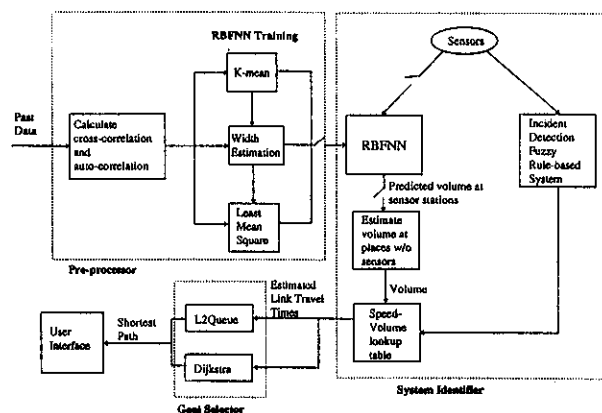 RBFNN Training
K-mean
Sensors
Past
Data
Calculate
cross-correlation
and
auto-correlation
Width
Estimation
RBFNN
Incident
Detection
Fuzzy
Rule-based
System
Predicted volume at
sensor stations
Least
Mean
Square
Estimate
volume at
places w/o
sensors
Pre-processor
Volume
Estimated
Link Travel
Times
User
Interface
Shortest
Path
L2Queue
Dijkstra
Speed-
Volume
lookup
table
System Identifier
Goal Selector